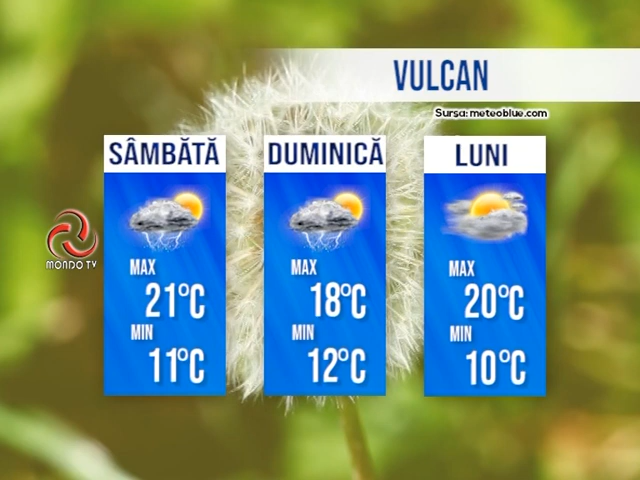 VULCAN
Sursa: meteoblue.com
SÂMBĂTĂ
MAX
21°C
MIN
11°C
DUMINICĂ
MAX
18°C
MIN
12°C
LUNI
MAX
20°C
MIN
10°C
MONDO TV